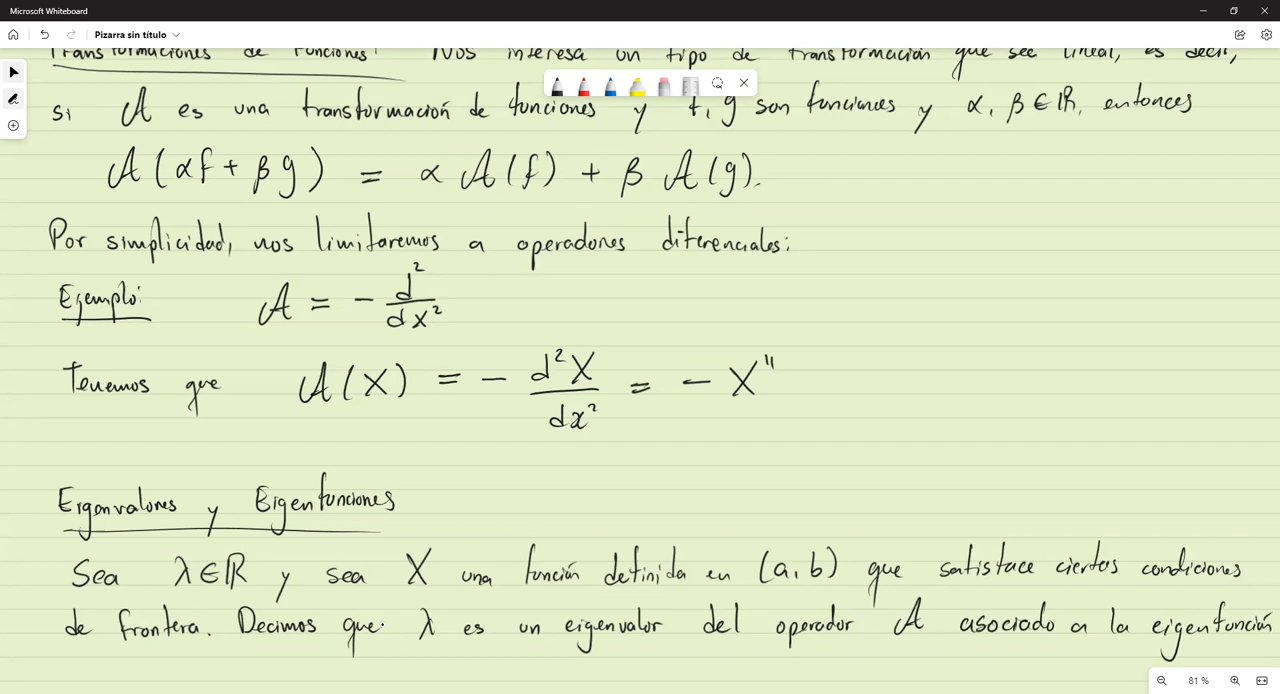 Microsoft Whiteboard
Pizarra sin título
Transformaciones de Funciones: Nos interesa un tipo de transformación que sea lineal, es decir,
si 𝒜 es una transformación de funciones y f, g son funciones y α, β ∈ ℝ, entonces
𝒜(αf + βg) = α 𝒜(f) + β 𝒜(g).
Por simplicidad, nos limitaremos a operadores diferenciales:
Ejemplo: 𝒜 = - d²/dx²
Tenemos que 𝒜(X) = - d²X/dx² = - X"
Eigenvalores y Eigenfunciones
Sea λ ∈ ℝ y sea X una función definida en (a, b) que satisface ciertas condiciones
de frontera. Decimos que λ es un eigenvalor del operador 𝒜 asociado a la eigenfunción
81 %